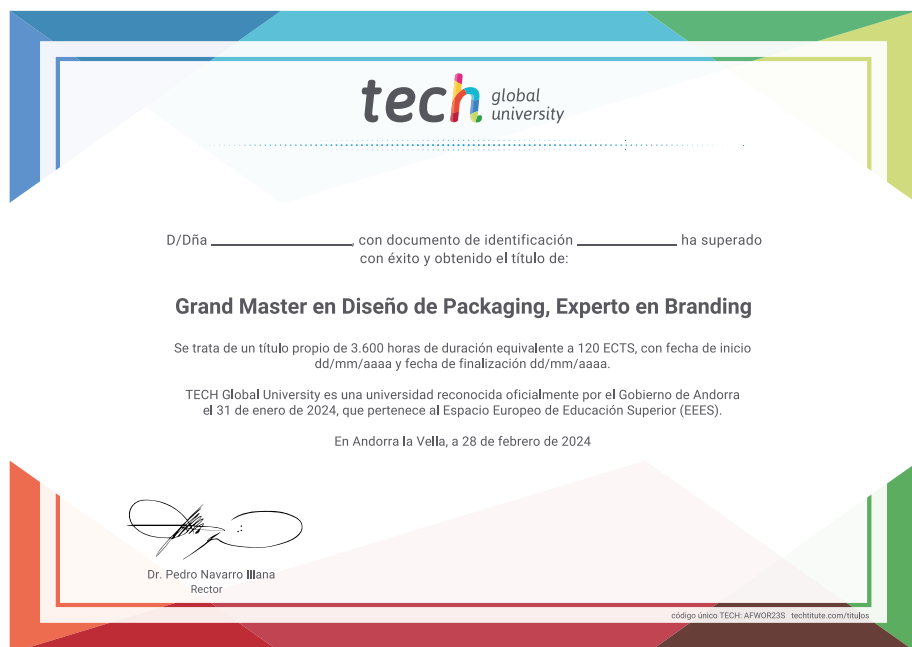 tech global
university
D/Dña ______________, con documento de identificación __________ ha superado
con éxito y obtenido el título de:
Grand Master en Diseño de Packaging, Experto en Branding
Se trata de un título propio de 3.600 horas de duración equivalente a 120 ECTS, con fecha de inicio
dd/mm/aaaa y fecha de finalización dd/mm/aaaa.
TECH Global University es una universidad reconocida oficialmente por el Gobierno de Andorra
el 31 de enero de 2024, que pertenece al Espacio Europeo de Educación Superior (EEES).
En Andorra la Vella, a 28 de febrero de 2024
Dr. Pedro Navarro Illana
Rector
código único TECH: AFWOR23S techtitute.com/titulos